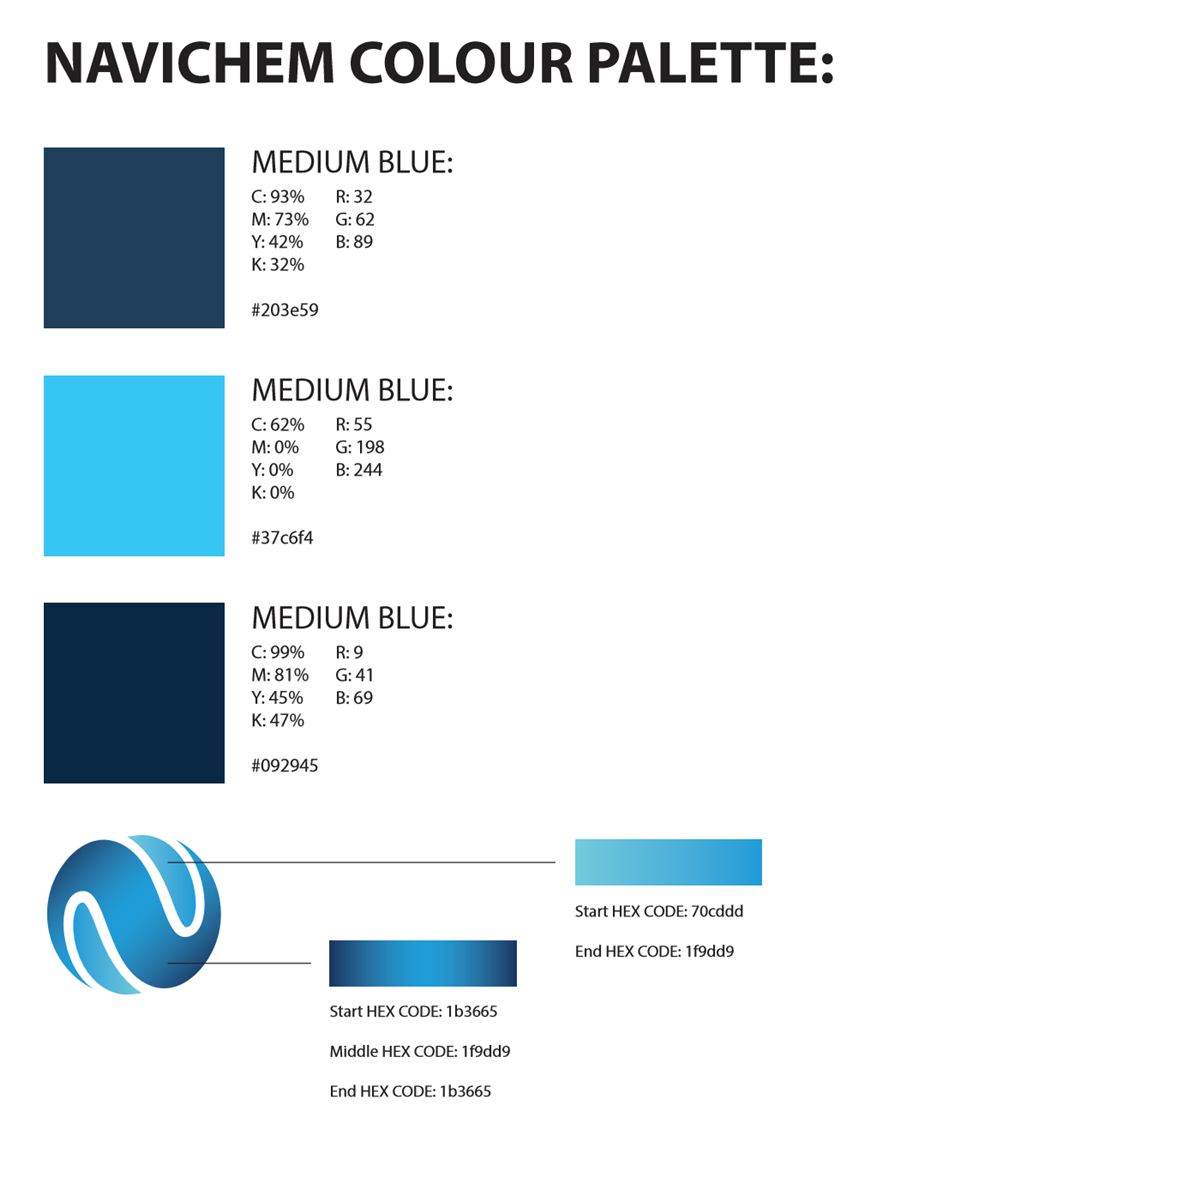 NAVICHEM COLOUR PALETTE:
MEDIUM BLUE:
C: 93% R: 32
M: 73% G: 62
Y: 42% B: 89
K: 32%
#203e59
MEDIUM BLUE:
C: 62% R: 55
M: 0% G: 198
Y: 0% B: 244
K: 0%
#37c6f4
MEDIUM BLUE:
C: 99% R: 9
M: 81% G: 41
Y: 45% B: 69
K: 47%
#092945
Start HEX CODE: 70cddd
End HEX CODE: 1f9dd9
Start HEX CODE: 1b3665
Middle HEX CODE: 1f9dd9
End HEX CODE: 1b3665